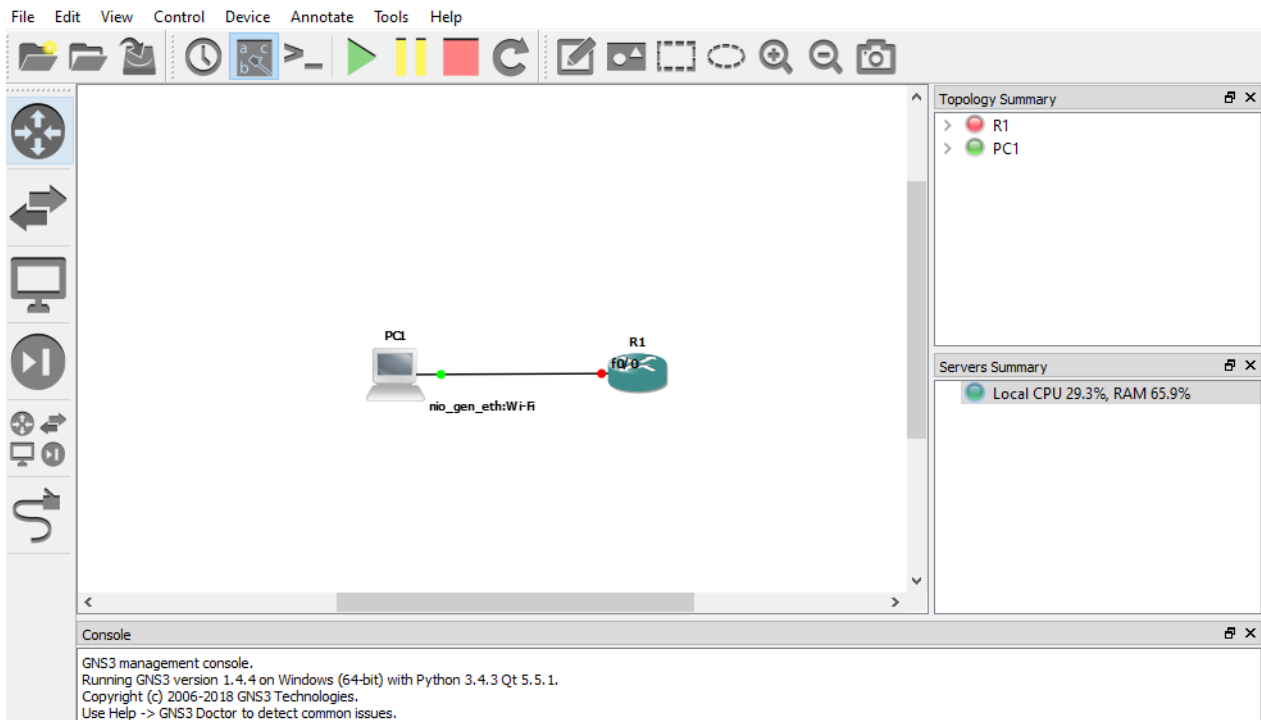 File Edit View Control Device Annotate Tools Help
Topology Summary
R1
PC1
PC1
R1
f0/0
nio_gen_eth:Wi-Fi
Servers Summary
Local CPU 29.3%, RAM 65.9%
Console
GNS3 management console.
Running GNS3 version 1.4.4 on Windows (64-bit) with Python 3.4.3 Qt 5.5.1.
Copyright (c) 2006-2018 GNS3 Technologies.
Use Help -> GNS3 Doctor to detect common issues.